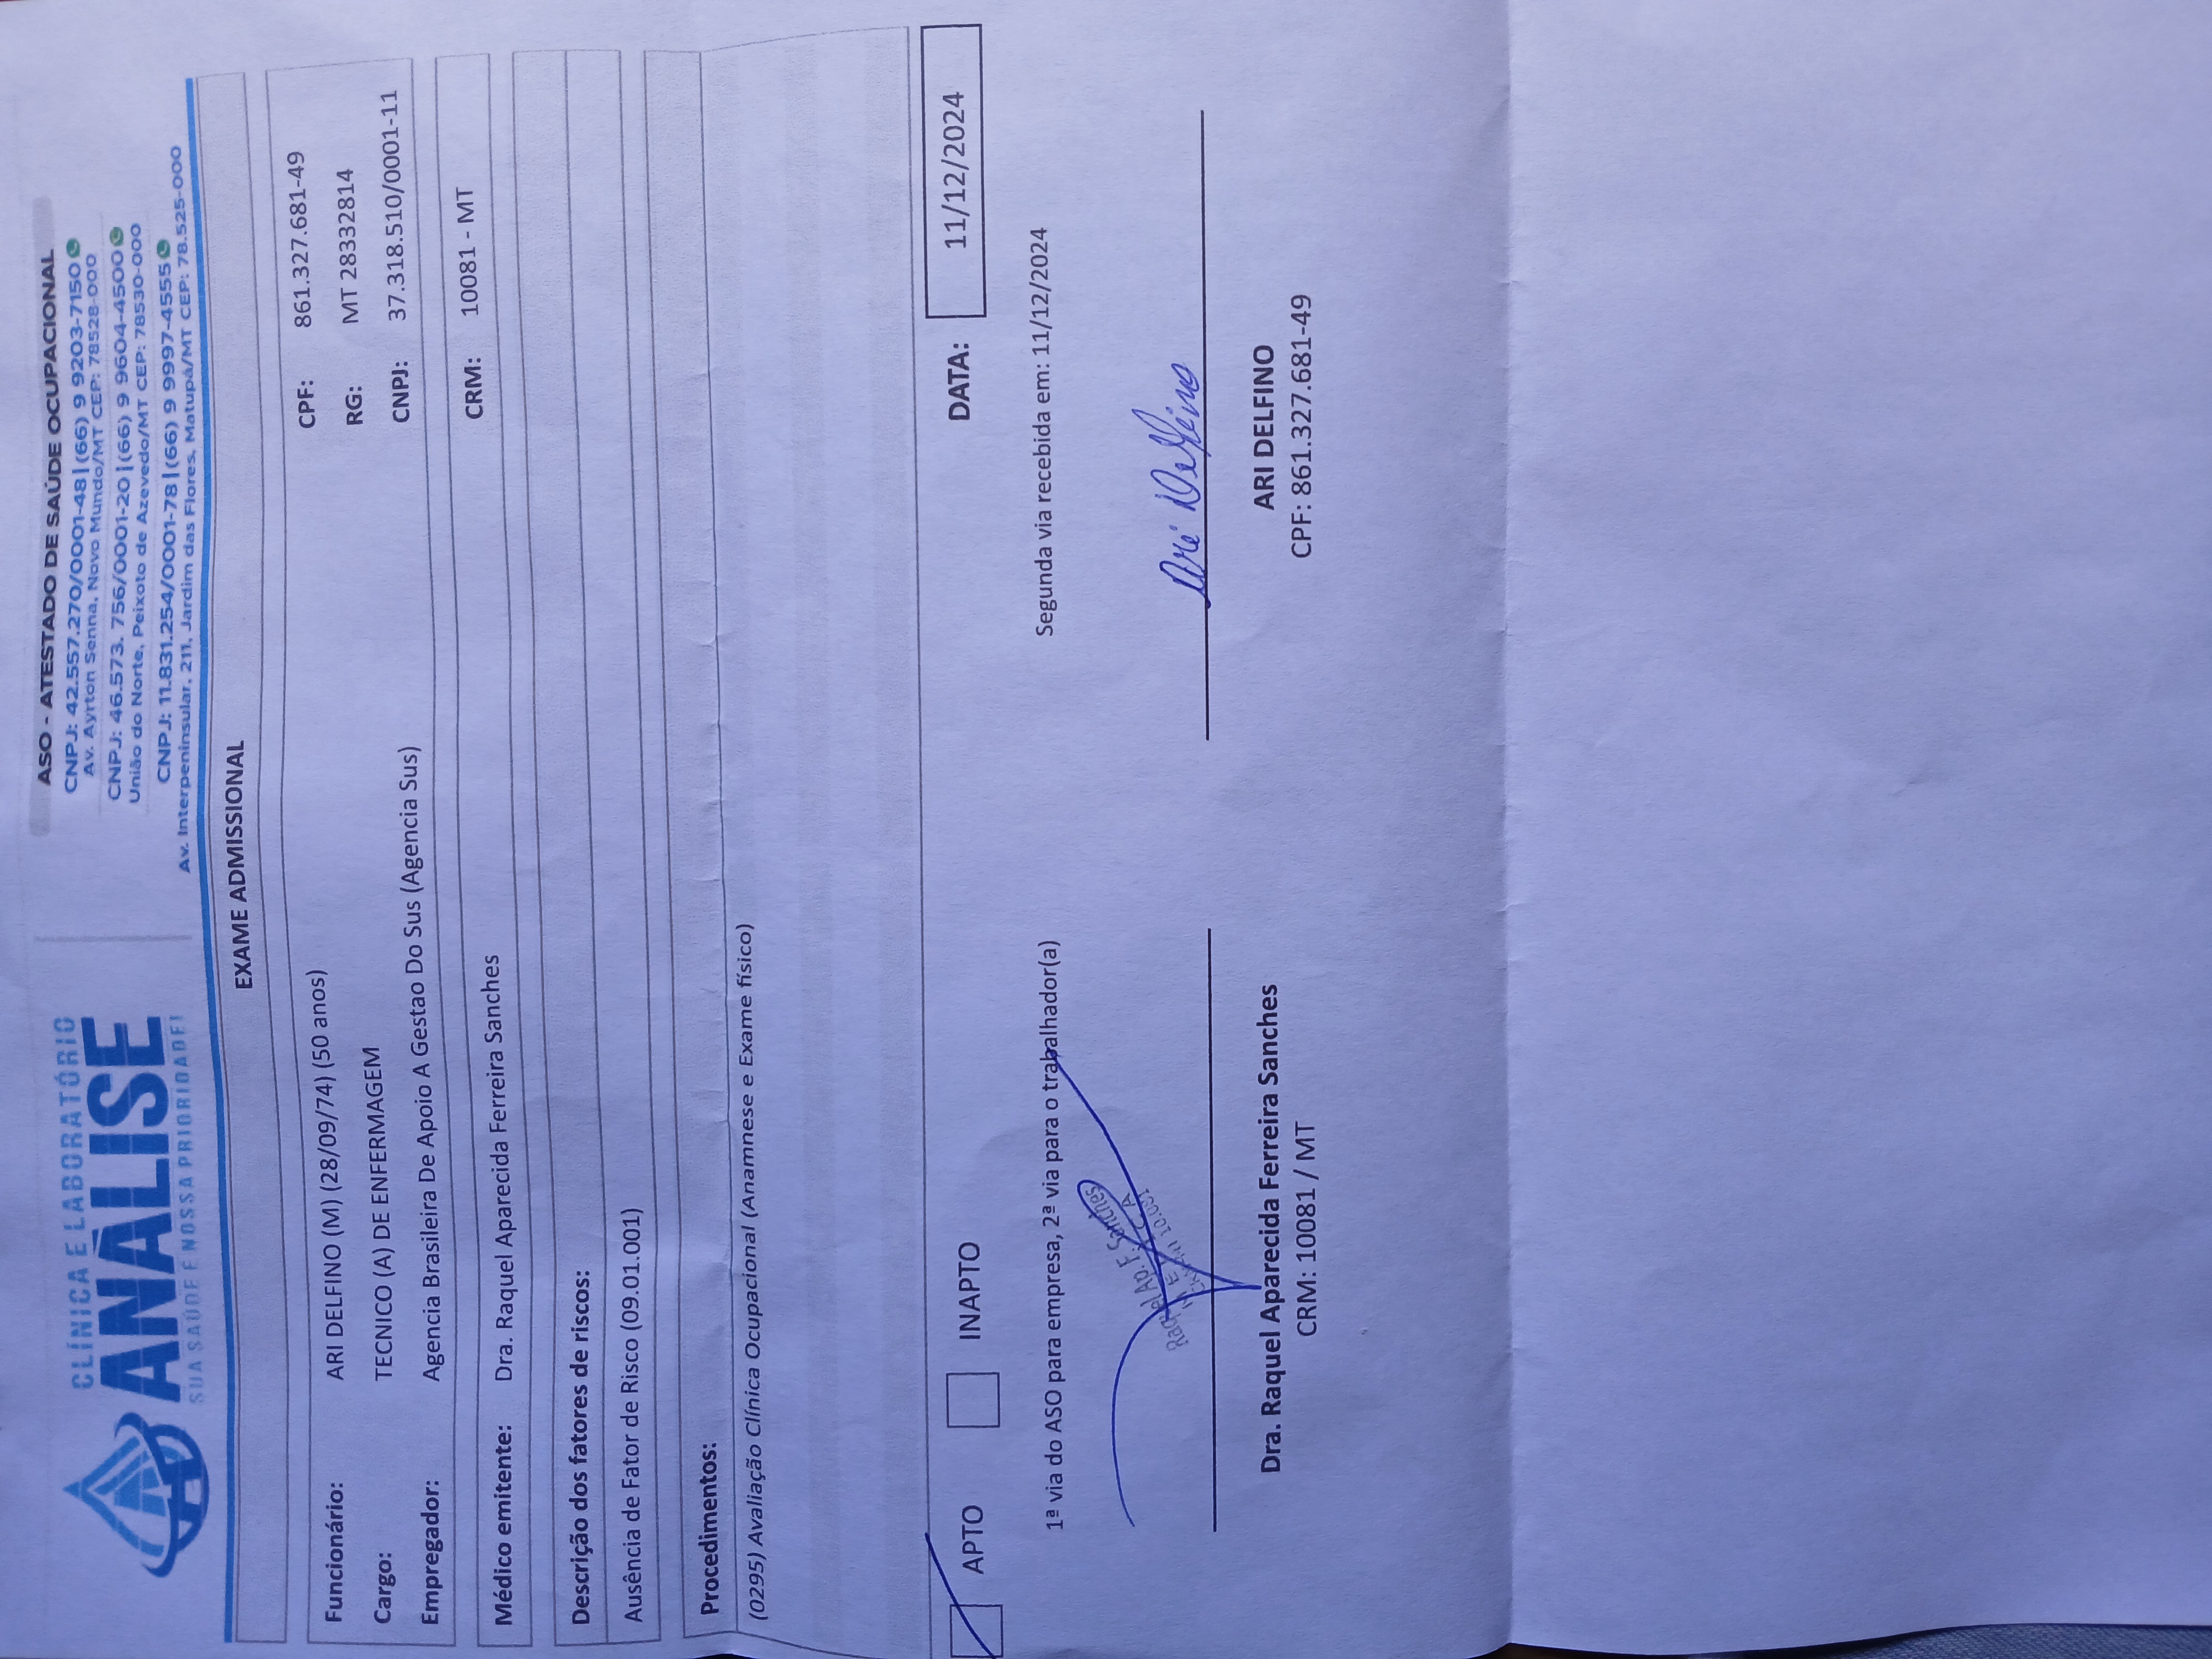 CLÍNICA E LABORATÓRIO
ANÁLISE
SUA SAÚDE É NOSSA PRIORIDADE!
ASO - ATESTADO DE SAÚDE OCUPACIONAL
CNPJ: 42.557.270/0001-48 | (66) 9 9203-7150
Av. Ayrton Senna, Novo Mundo/MT CEP: 78528-000
CNPJ: 46.573. 756/0001-20 | (66) 9 9604-4500
União do Norte, Peixoto de Azevedo/MT CEP: 78530-000
CNPJ: 11.831.254/0001-78 | (66) 9 9997-4555
Av. Interpeninsular, 211, Jardim das Flores, Matupá/MT CEP: 78.525-000
EXAME ADMISSIONAL
Funcionário: ARI DELFINO (M) (28/09/74) (50 anos) CPF: 861.327.681-49
Cargo: TECNICO (A) DE ENFERMAGEM RG: MT 28332814
Empregador: Agencia Brasileira De Apoio A Gestao Do Sus (Agencia Sus) CNPJ: 37.318.510/0001-11
Médico emitente: Dra. Raquel Aparecida Ferreira Sanches CRM: 10081 - MT
Descrição dos fatores de riscos:
Ausência de Fator de Risco (09.01.001)
Procedimentos:
(0295) Avaliação Clínica Ocupacional (Anamnese e Exame físico)
APTO INAPTO DATA: 11/12/2024
1ª via do ASO para empresa, 2ª via para o trabalhador(a)
Segunda via recebida em: 11/12/2024
Raquel Ap. F. Sanches
MÉDICA
CRM-MT 10.081
Ari Delfino
Dra. Raquel Aparecida Ferreira Sanches
CRM: 10081 / MT
ARI DELFINO
CPF: 861.327.681-49